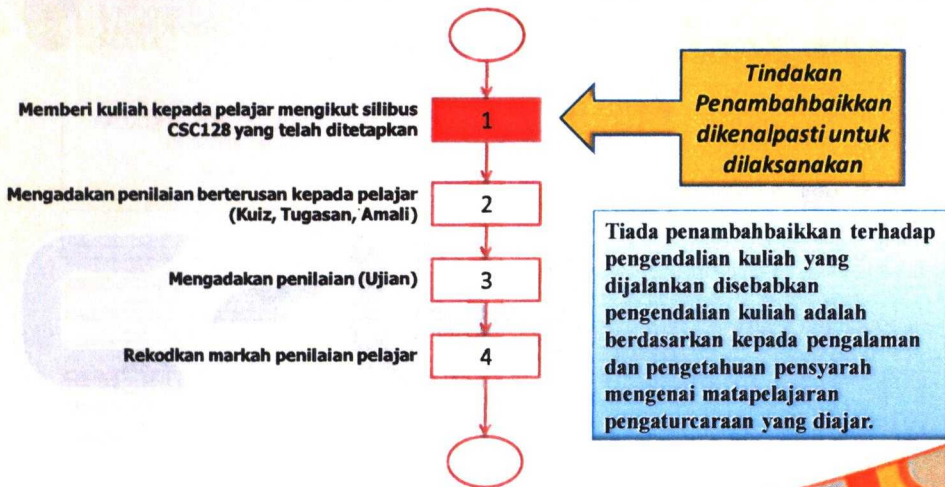 Memberi kuliah kepada pelajar mengikut silibus
CSC128 yang telah ditetapkan
1
Tindakan
Penambahbaikkan
dikenalpasti untuk
dilaksanakan
Mengadakan penilaian berterusan kepada pelajar
(Kuiz, Tugasan, Amali)
2
Mengadakan penilaian (Ujian)
3
Rekodkan markah penilaian pelajar
4
Tiada penambahbaikkan terhadap
pengendalian kuliah yang
dijalankan disebabkan
pengendalian kuliah adalah
berdasarkan kepada pengalaman
dan pengetahuan pensyarah
mengenai matapelajaran
pengaturcaraan yang diajar.